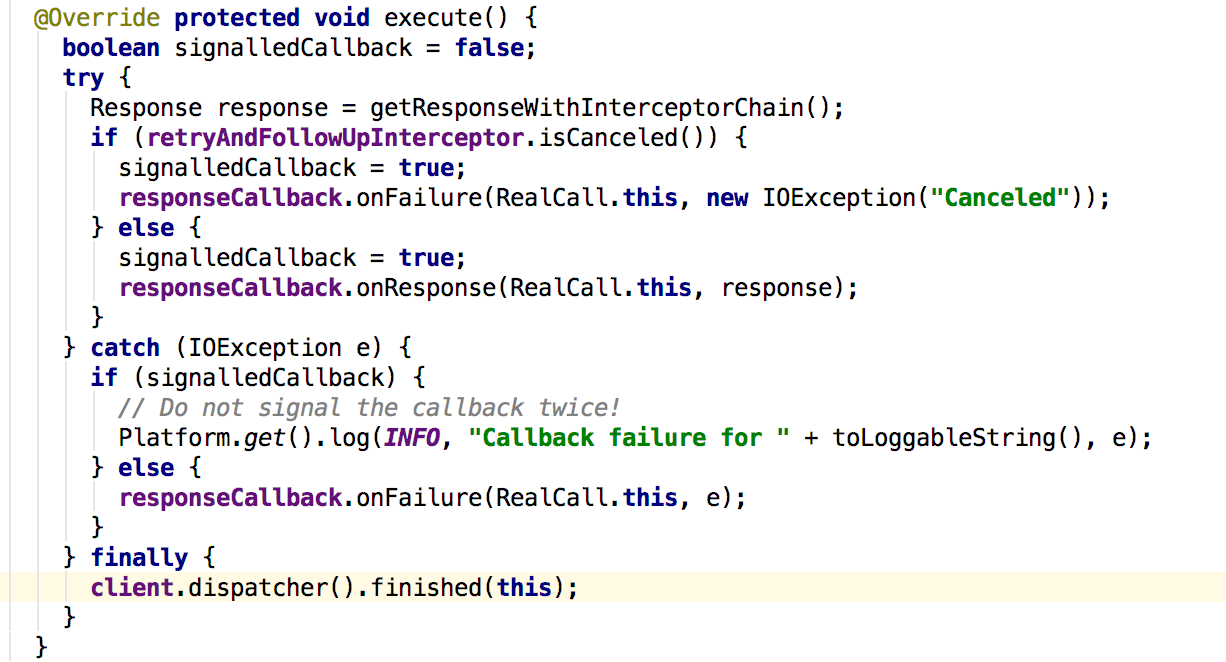 @Override protected void execute() {
boolean signalledCallback = false;
try {
Response response = getResponseWithInterceptorChain();
if (retryAndFollowUpInterceptor.isCanceled()) {
signalledCallback = true;
responseCallback.onFailure(RealCall.this, new IOException("Canceled"));
} else {
signalledCallback = true;
responseCallback.onResponse(RealCall.this, response);
}
} catch (IOException e) {
if (signalledCallback) {
// Do not signal the callback twice!
Platform.get().log(INFO, "Callback failure for " + toLoggableString(), e);
} else {
responseCallback.onFailure(RealCall.this, e);
}
} finally {
client.dispatcher().finished(this);
}
}